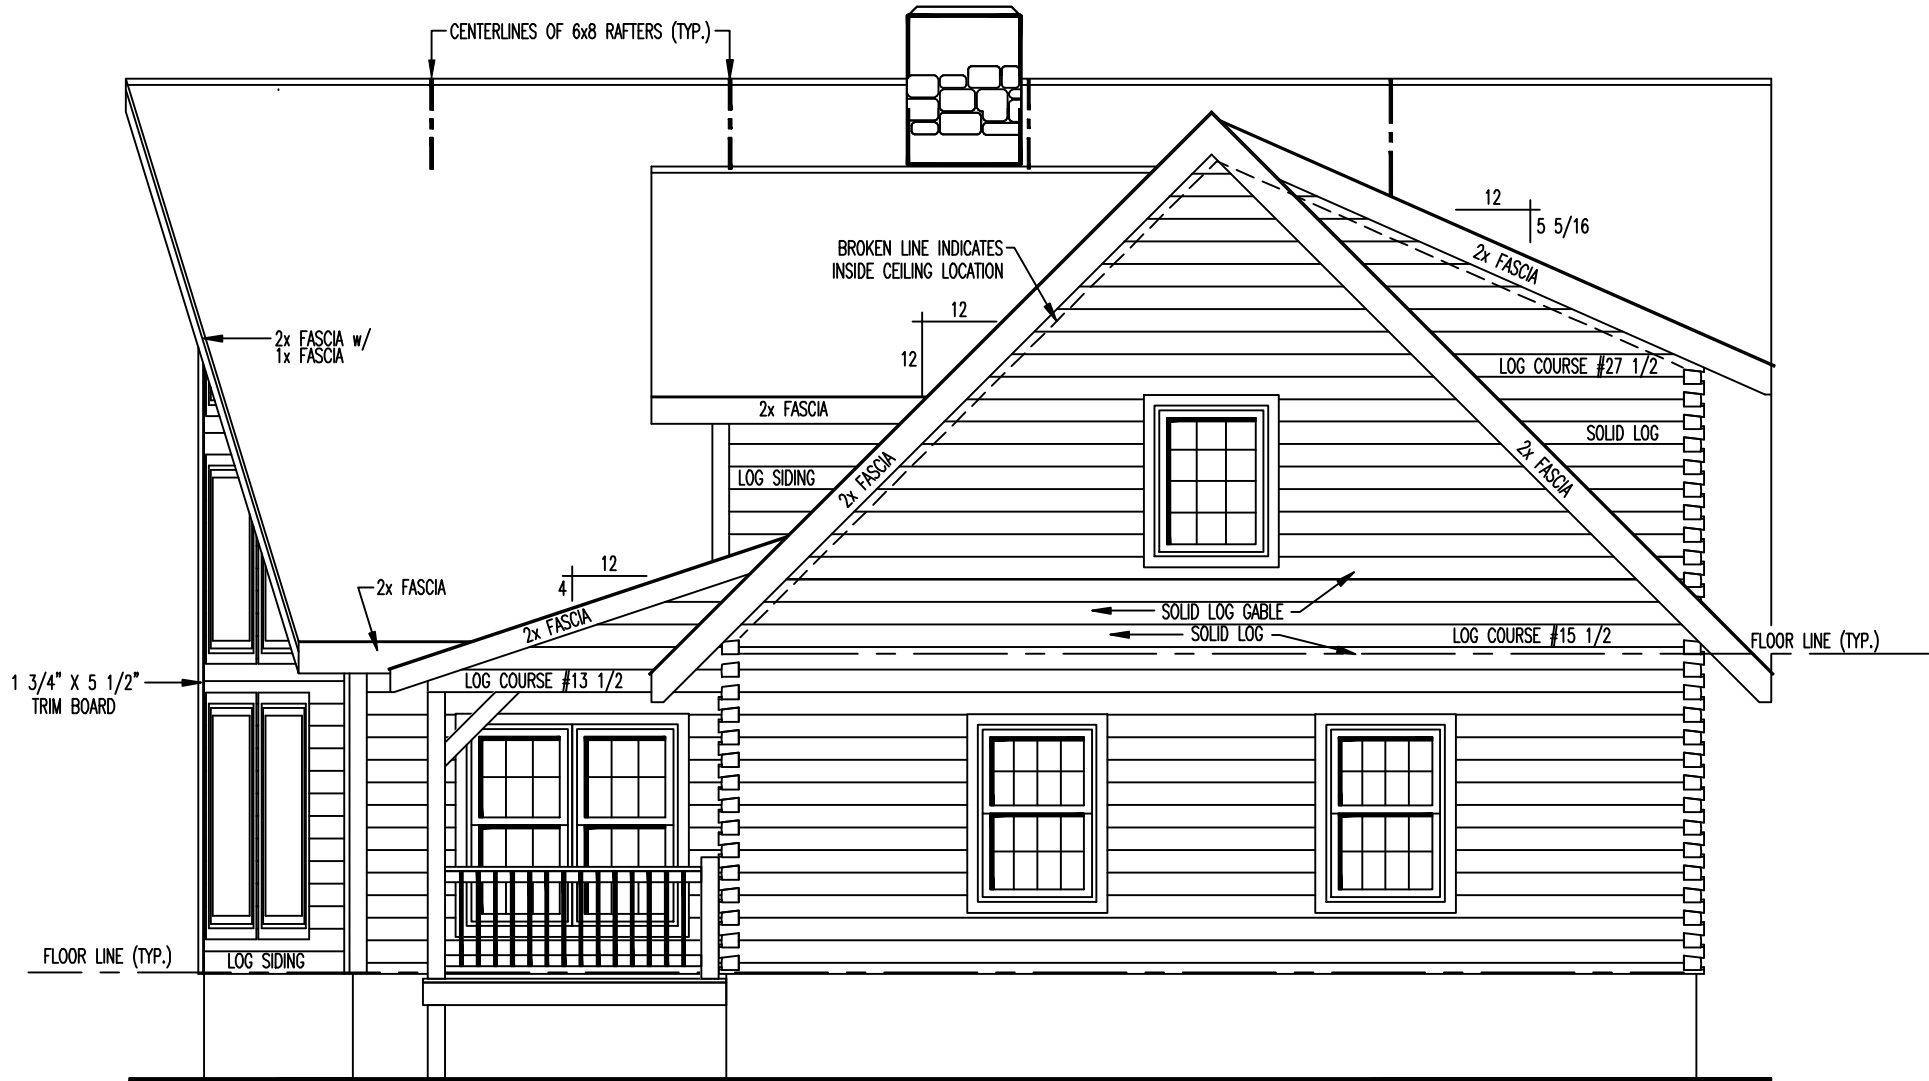 CENTERLINES OF 6x8 RAFTERS (TYP.)
12
5 5/16
2x FASCIA
BROKEN LINE INDICATES
INSIDE CEILING LOCATION
12
12
2x FASCIA w/
1x FASCIA
LOG COURSE #27 1/2
2x FASCIA
SOLID LOG
2x FASCIA
2x FASCIA
LOG SIDING
12
4
2x FASCIA
2x FASCIA
SOLID LOG GABLE
SOLID LOG
LOG COURSE #15 1/2
FLOOR LINE (TYP.)
LOG COURSE #13 1/2
1 3/4" X 5 1/2"
TRIM BOARD
FLOOR LINE (TYP.)
LOG SIDING